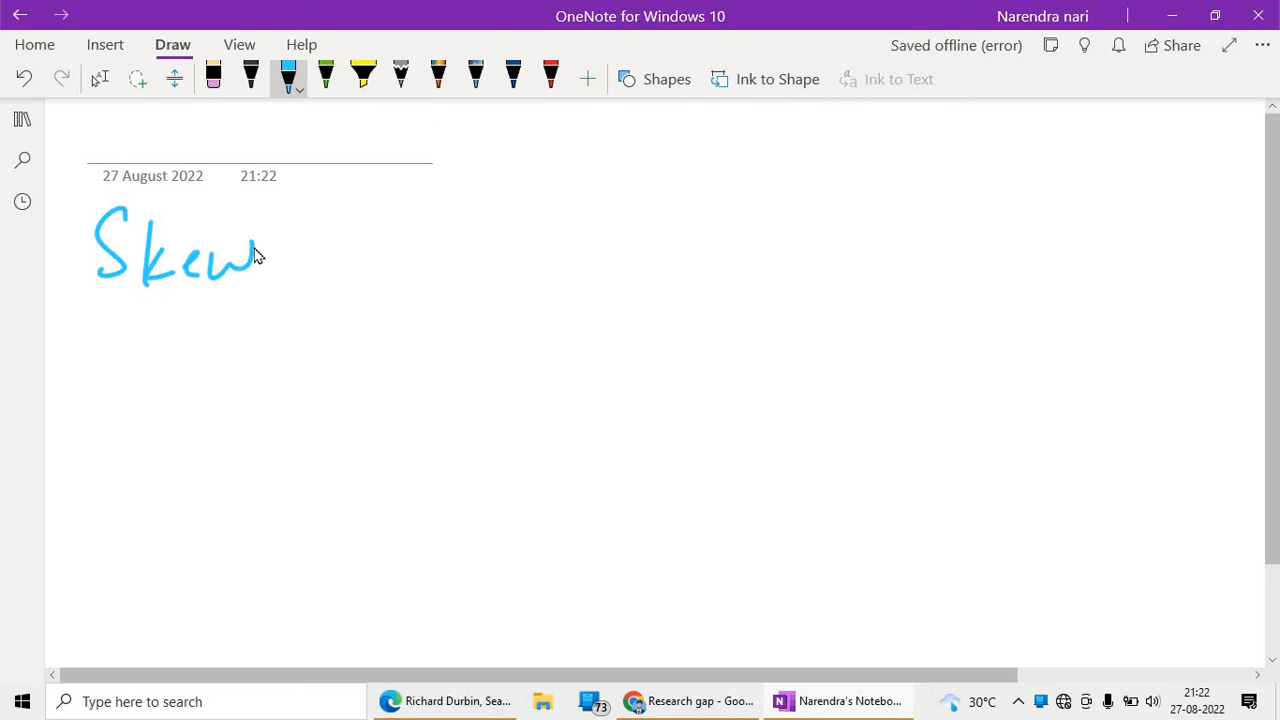 OneNote for Windows 10
Narendra nari
Home Insert Draw View Help
Saved offline (error) Share
Shapes Ink to Shape Ink to Text
27 August 2022 21:22
Skew
Type here to search
Richard Durbin, Sea...
73
Research gap - Goo...
Narendra's Notebo...
30°C
21:22
27-08-2022